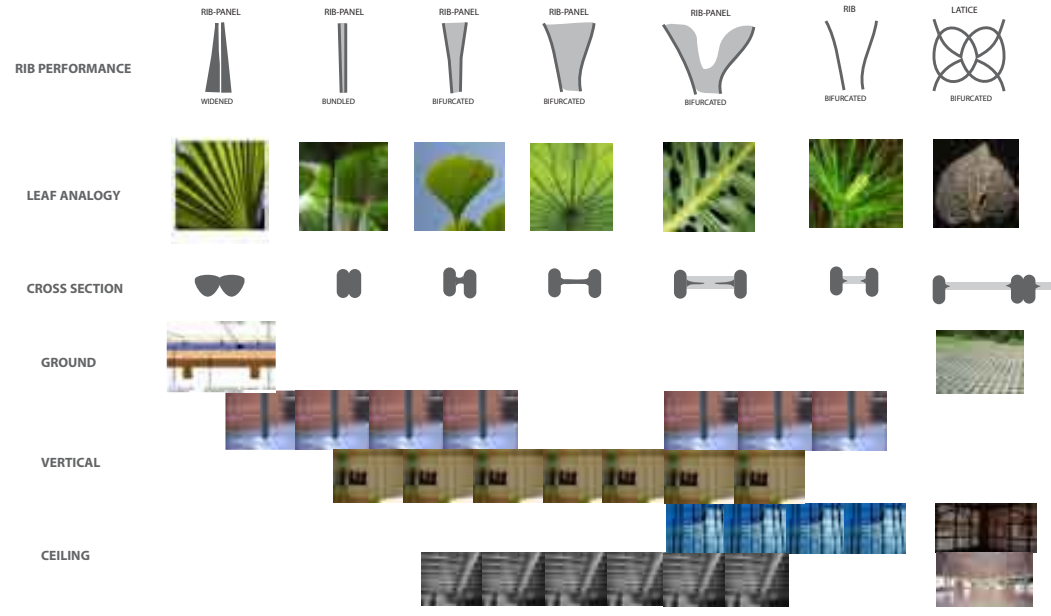 RIB-PANEL
RIB-PANEL
RIB-PANEL
RIB-PANEL
RIB-PANEL
RIB
LATICE
RIB PERFORMANCE
WIDENED
BUNDLED
BIFURCATED
BIFURCATED
BIFURCATED
BIFURCATED
BIFURCATED
LEAF ANALOGY
CROSS SECTION
GROUND
VERTICAL
CEILING